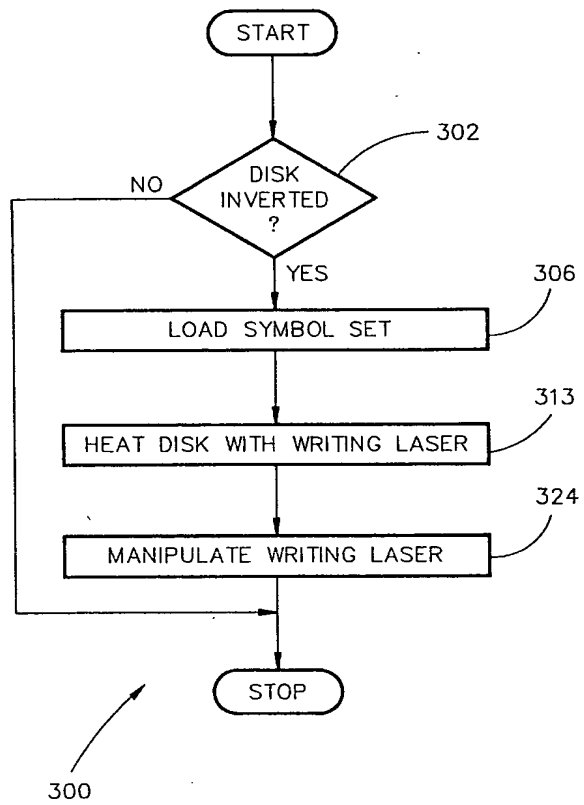 START
302
DISK
INVERTED
?
NO
YES
306
LOAD SYMBOL SET
313
HEAT DISK WITH WRITING LASER
324
MANIPULATE WRITING LASER
STOP
300